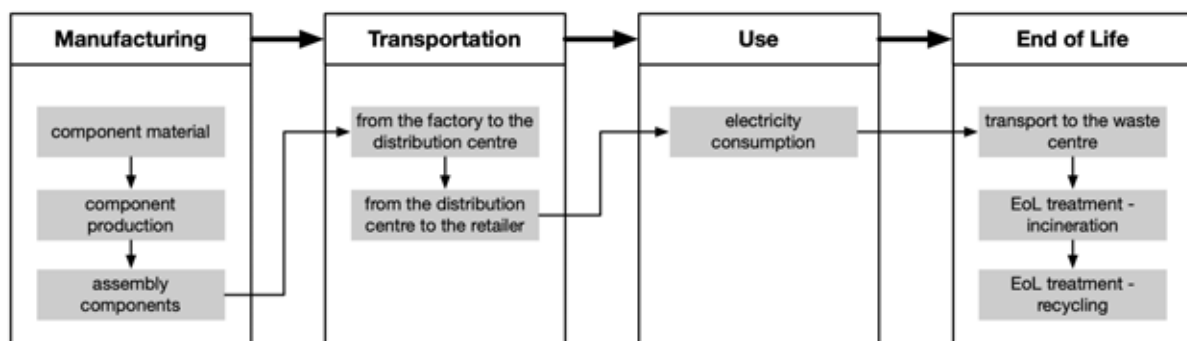 Manufacturing
component material
component
production
assembly
components
Transportation
from the factory to the
distribution centre
from the distribution
centre to the retailer
Use
electricity
consumption
End of Life
transport to the waste
centre
EoL treatment -
incineration
EoL treatment -
recycling